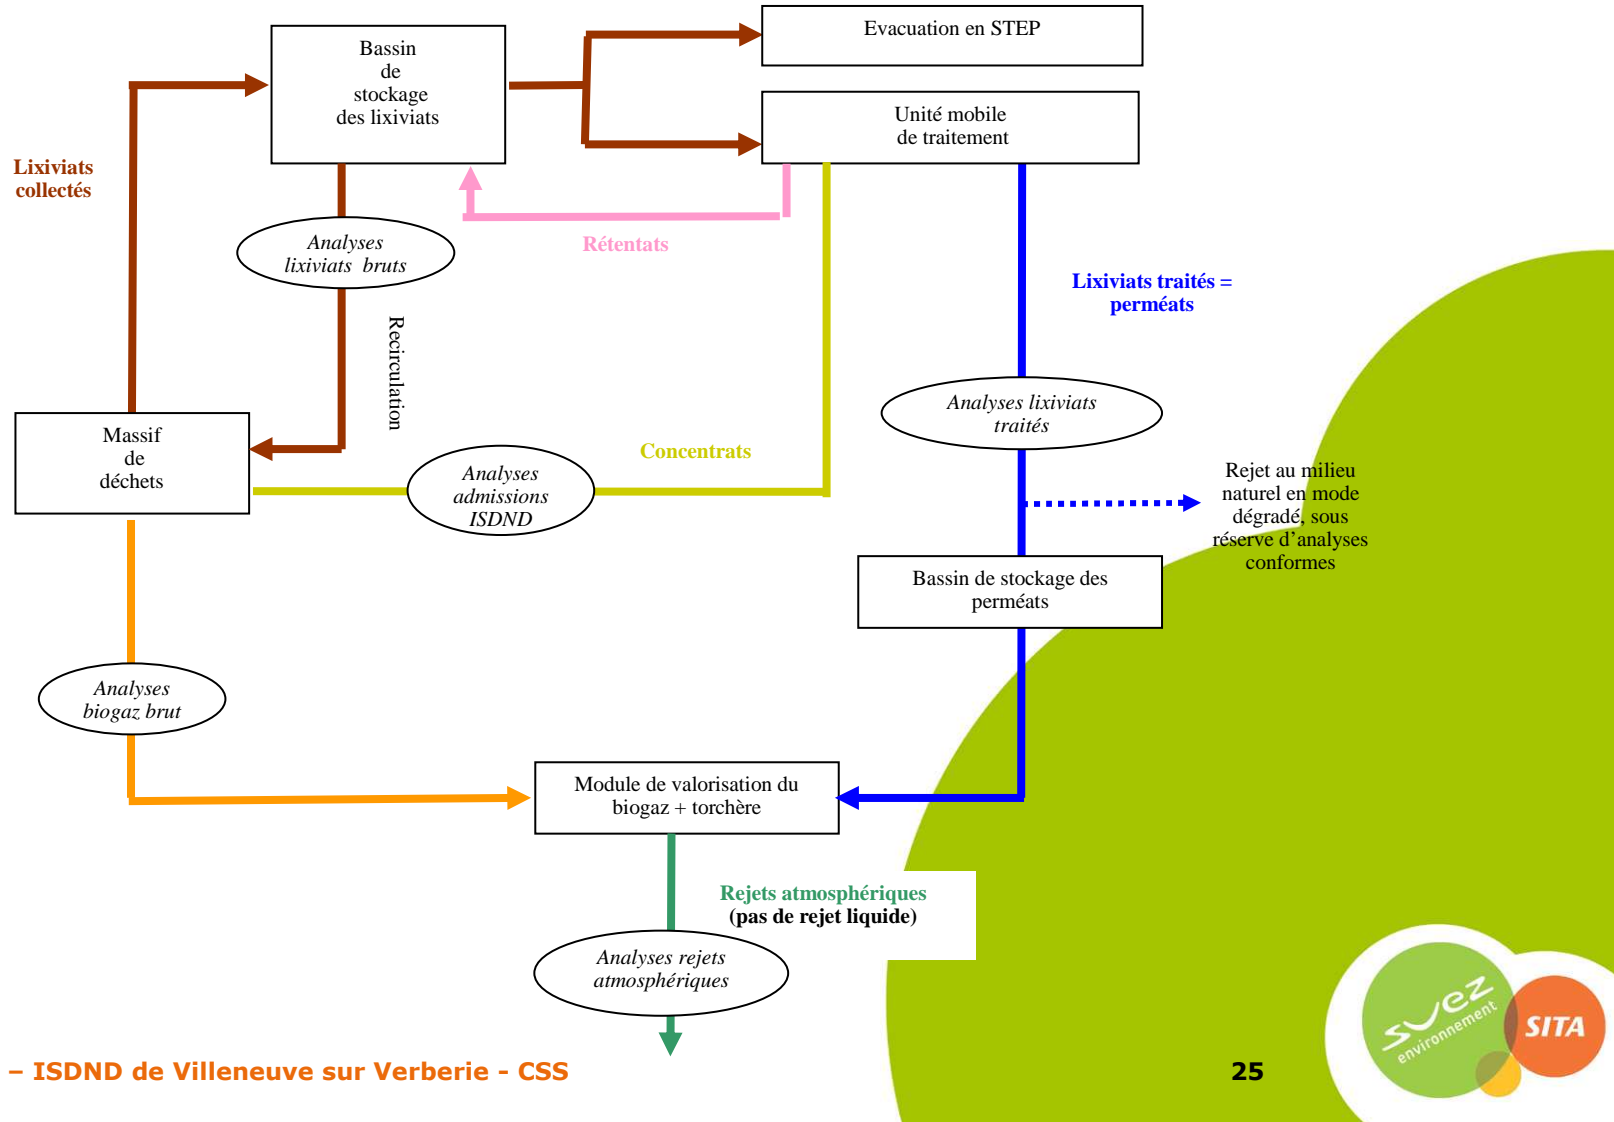 Evacuation en STEP
Bassin
de
stockage
des lixiviats
Unité mobile
de traitement
Lixiviats
collectés
Analyses
lixiviats bruts
Rétentats
Lixiviats traités =
perméats
Recirculation
Analyses lixiviats
traités
Massif
de
déchets
Concentrats
Analyses
admissions
ISDND
Rejet au milieu
naturel en mode
dégradé, sous
réserve d’analyses
conformes
Bassin de stockage des
perméats
Analyses
biogaz brut
Module de valorisation du
biogaz + torchère
Rejets atmosphériques
(pas de rejet liquide)
Analyses rejets
atmosphériques
suez
environnement
SITA
– ISDND de Villeneuve sur Verberie - CSS
25